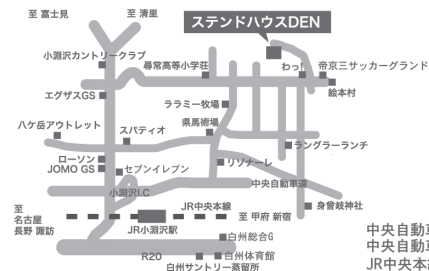 至 富士見
至 清里
ステンドハウスDEN
小淵沢カントリークラブ
尋常高等小学荘
わっ!
帝京三サッカーグランド
絵本村
エグザスGS
ララミー牧場
県馬術場
八ケ岳アウトレット
スパティオ
ラングラーランチ
ローソン
JOMO GS
セブンイレブン
リゾナーレ
小淵沢I.C
中央自動車道
至
名古屋
長野 諏訪
JR中央本線
至 甲府 新宿
身曾岐神社
JR小淵沢駅
白州総合G
R20
白州体育館
白州サントリー蒸留所
中央自動車
中央自動車
JR中央本線